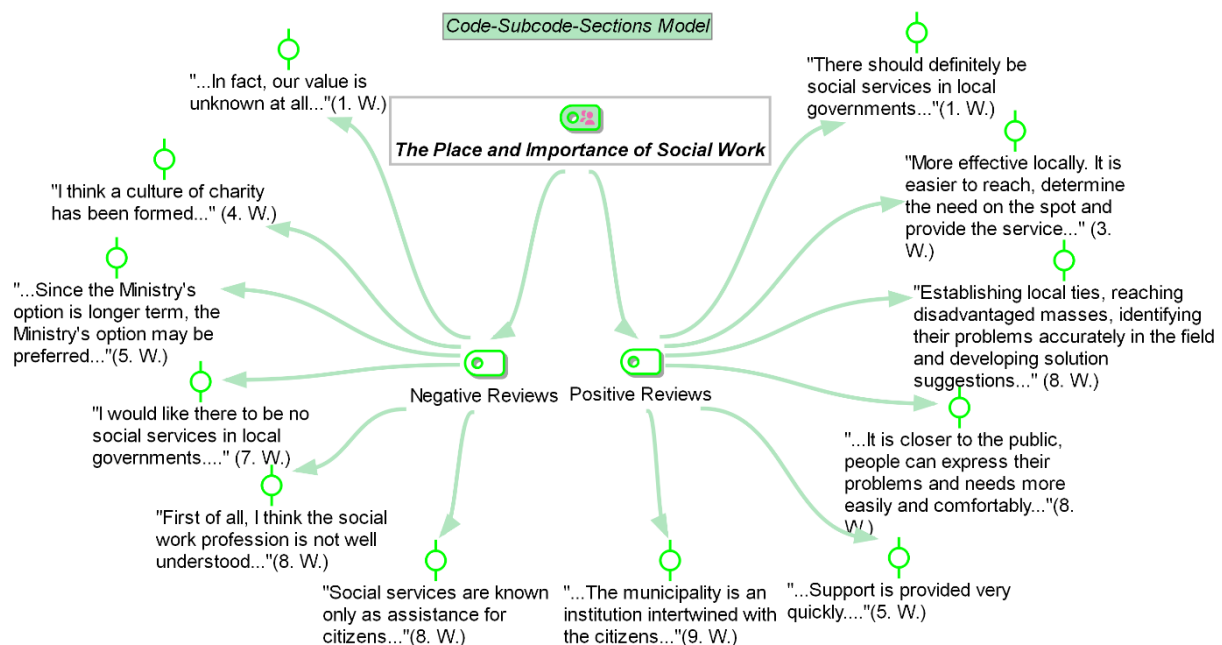 Code-Subcode-Sections Model
The Place and Importance of Social Work
"...In fact, our value is
unknown at all..."(1. W.)
"I think a culture of charity
has been formed..." (4. W.)
"...Since the Ministry's
option is longer term, the
Ministry's option may be
preferred..."(5. W.)
"I would like there to be no
social services in local
governments...." (7. W.)
"First of all, I think the social
work profession is not well
understood..."(8. W.)
"Social services are known
only as assistance for
citizens..."(8. W.)
Negative Reviews
Positive Reviews
"There should definitely be
social services in local
governments..."(1. W.)
"More effective locally. It is
easier to reach, determine
the need on the spot and
provide the service..." (3.
W.)
"Establishing local ties, reaching
disadvantaged masses, identifying
their problems accurately in the field
and developing solution
suggestions..." (8. W.)
"...It is closer to the public,
people can express their
problems and needs more
easily and comfortably..."(8.
W.)
"...Support is provided very
quickly...."(5. W.)
"...The municipality is an
institution intertwined with
the citizens..."(9. W.)